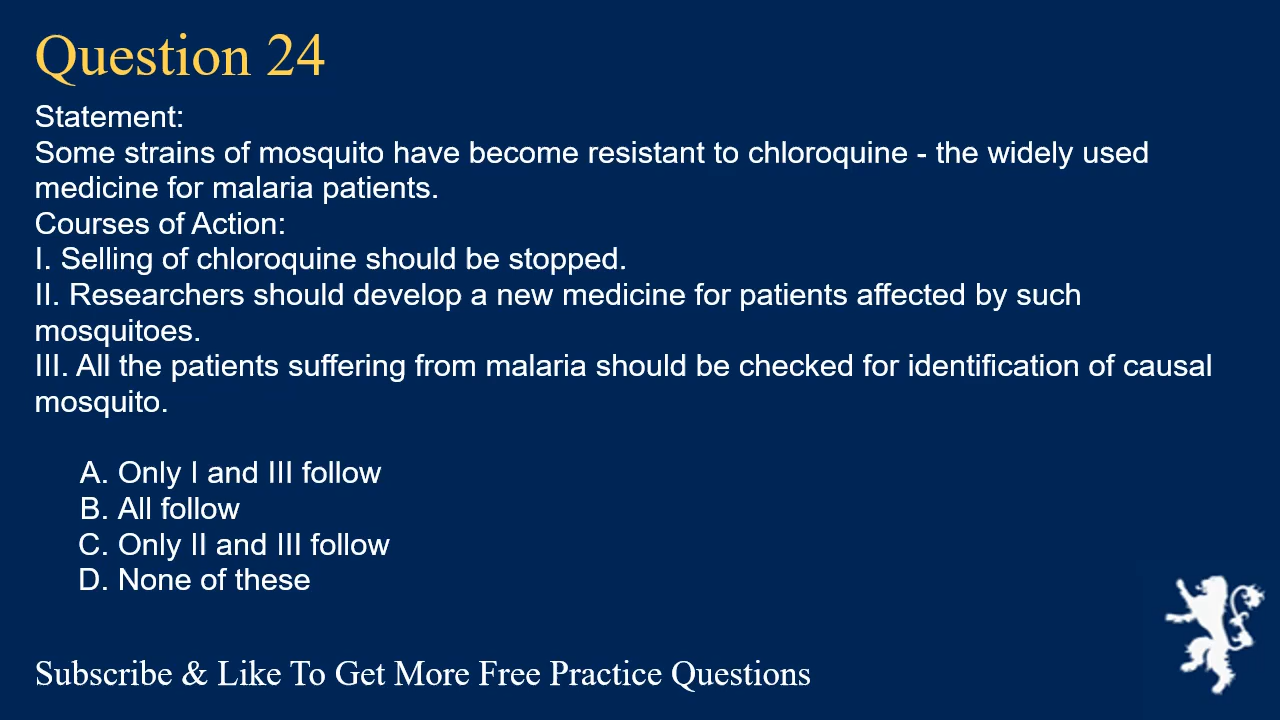 Question 24
Statement:
Some strains of mosquito have become resistant to chloroquine - the widely used
medicine for malaria patients.
Courses of Action:
I. Selling of chloroquine should be stopped.
II. Researchers should develop a new medicine for patients affected by such
mosquitoes.
III. All the patients suffering from malaria should be checked for identification of causal
mosquito.
A. Only I and III follow
B. All follow
C. Only II and III follow
D. None of these
Subscribe & Like To Get More Free Practice Questions